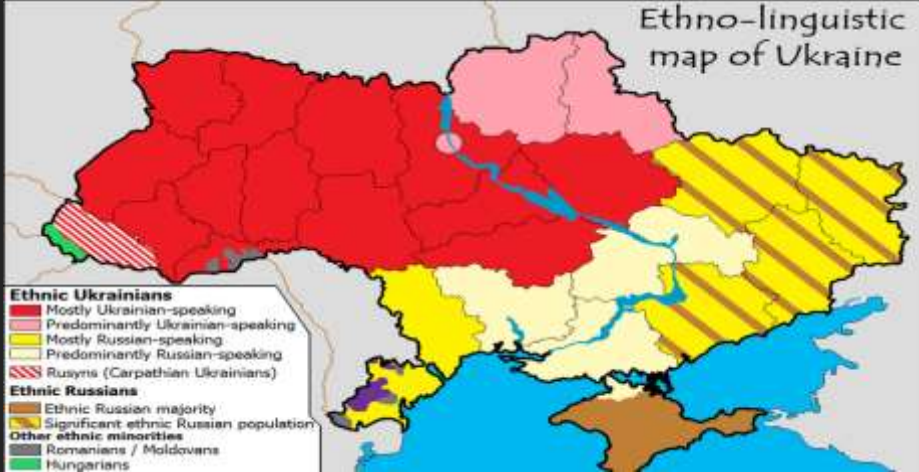 Ethno-linguistic
map of Ukraine
Ethnic Ukrainians
Mostly Ukrainian-speaking
Predominantly Ukrainian-speaking
Mostly Russian-speaking
Predominantly Russian-speaking
Rusyns (Carpathian Ukrainians)
Ethnic Russians
Ethnic Russian majority
Significant ethnic Russian population
Other ethnic minorities
Romanians / Moldovans
Hungarians